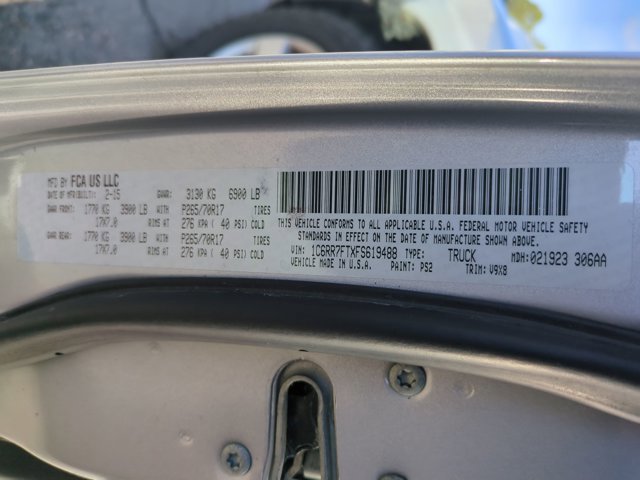 MFD BY FCA US LLC
DATE OF MFR(BUILT): 2-15 GVWR: 3130 KG 6900 LB
GAWR FRONT: 1770 KG 3900 LB WITH P265/70R17 TIRES
17X7.0 RIMS AT 276 KPA ( 40 PSI) COLD
GAWR REAR: 1770 KG 3900 LB WITH P265/70R17 TIRES
17X7.0 RIMS AT 276 KPA ( 40 PSI) COLD
THIS VEHICLE CONFORMS TO ALL APPLICABLE U.S.A. FEDERAL MOTOR VEHICLE SAFETY
STANDARDS IN EFFECT ON THE DATE OF MANUFACTURE SHOWN ABOVE.
VIN: 1C6RR7FTXFS619488 TYPE: TRUCK MDH: 021923 306AA
VEHICLE MADE IN U.S.A. PAINT: PS2 TRIM: V9X8